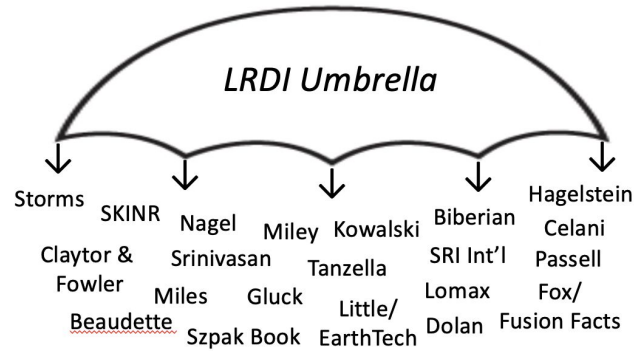 LRDI Umbrella
Storms
SKINR
Nagel
Miley
Kowalski
Biberian
Hagelstein
Celani
Claytor &
Fowler
Srinivasan
Tanzella
SRI Int'l
Passell
Miles
Gluck
Little/
EarthTech
Lomax
Fox/
Fusion Facts
Beaudette
Szpak Book
Dolan